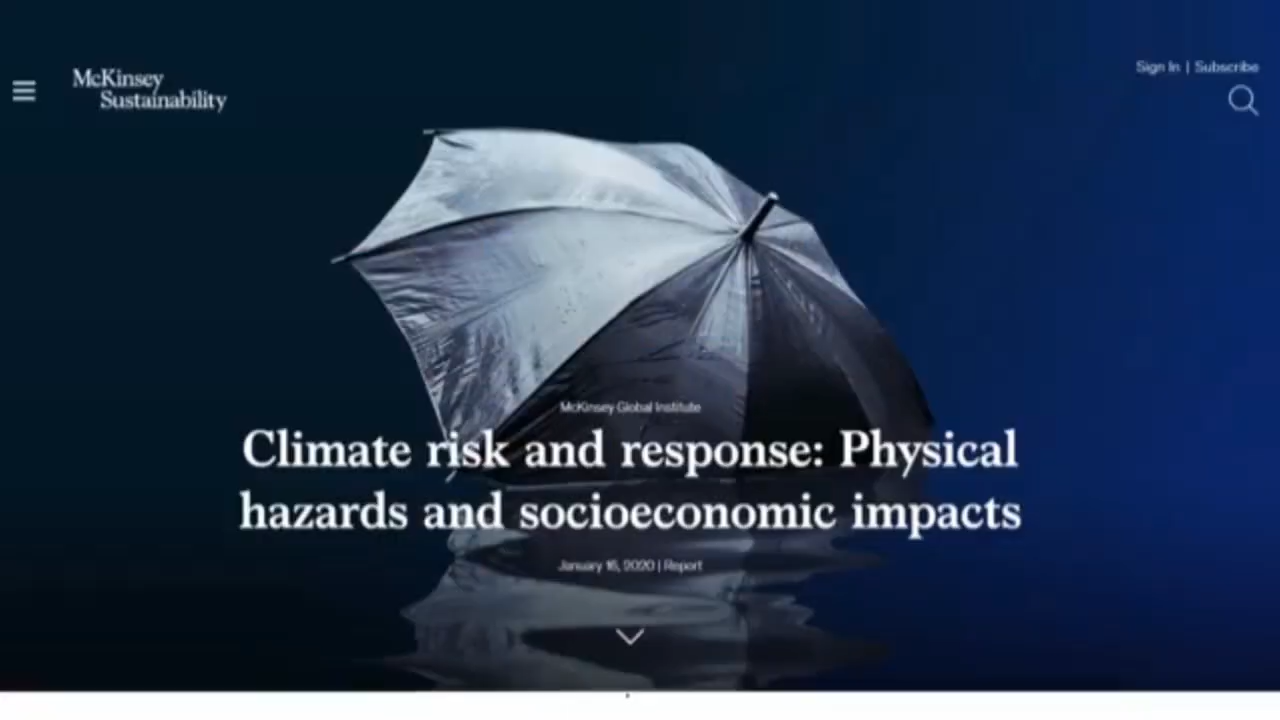 McKinsey
Sustainability
Sign In | Subscribe
McKinsey Global Institute
Climate risk and response: Physical
hazards and socioeconomic impacts
January 16, 2020 | Report